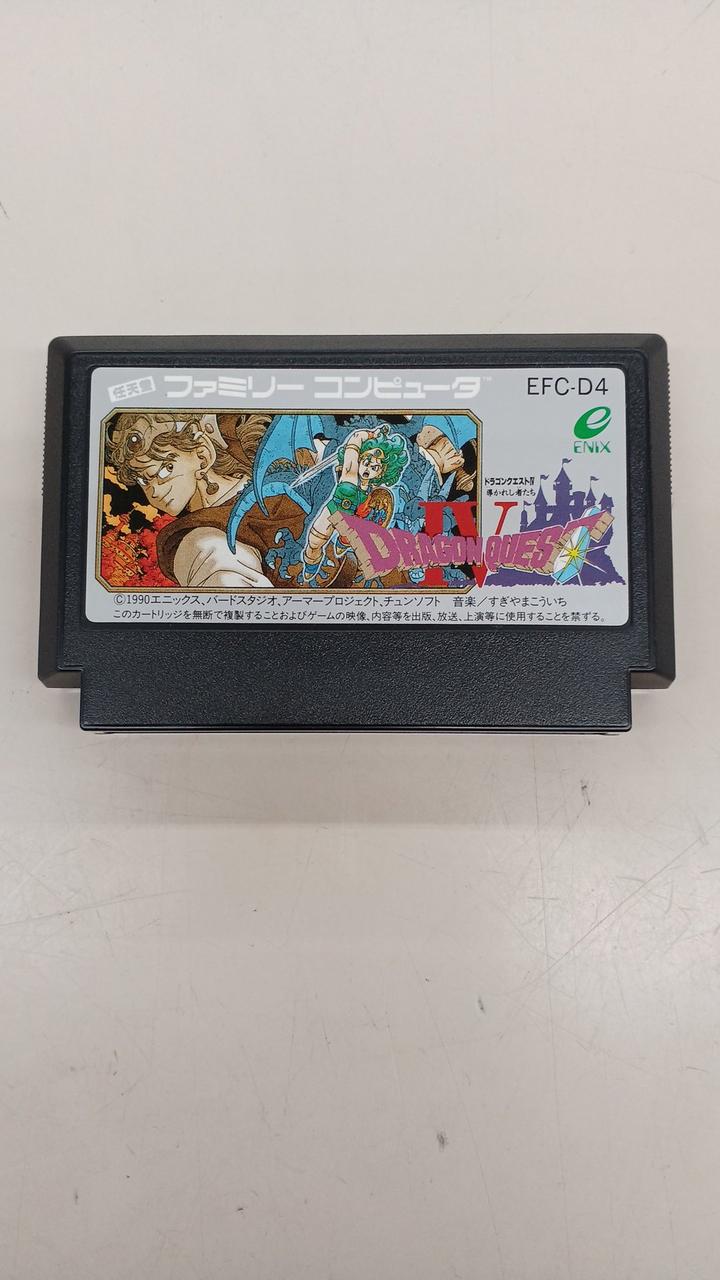 任天堂 ファミリー コンピュータ™
EFC-D4
ENIX
ドラゴンクエストIV
導かれし者たち
IV
DRAGON QUEST
Ⓒ1990エニックス、バードスタジオ、アーマープロジェクト、チュンソフト 音楽/すぎやまこういち
このカートリッジを無断で複製することおよびゲームの映像、内容等を出版、放送、上演等に使用することを禁ずる。